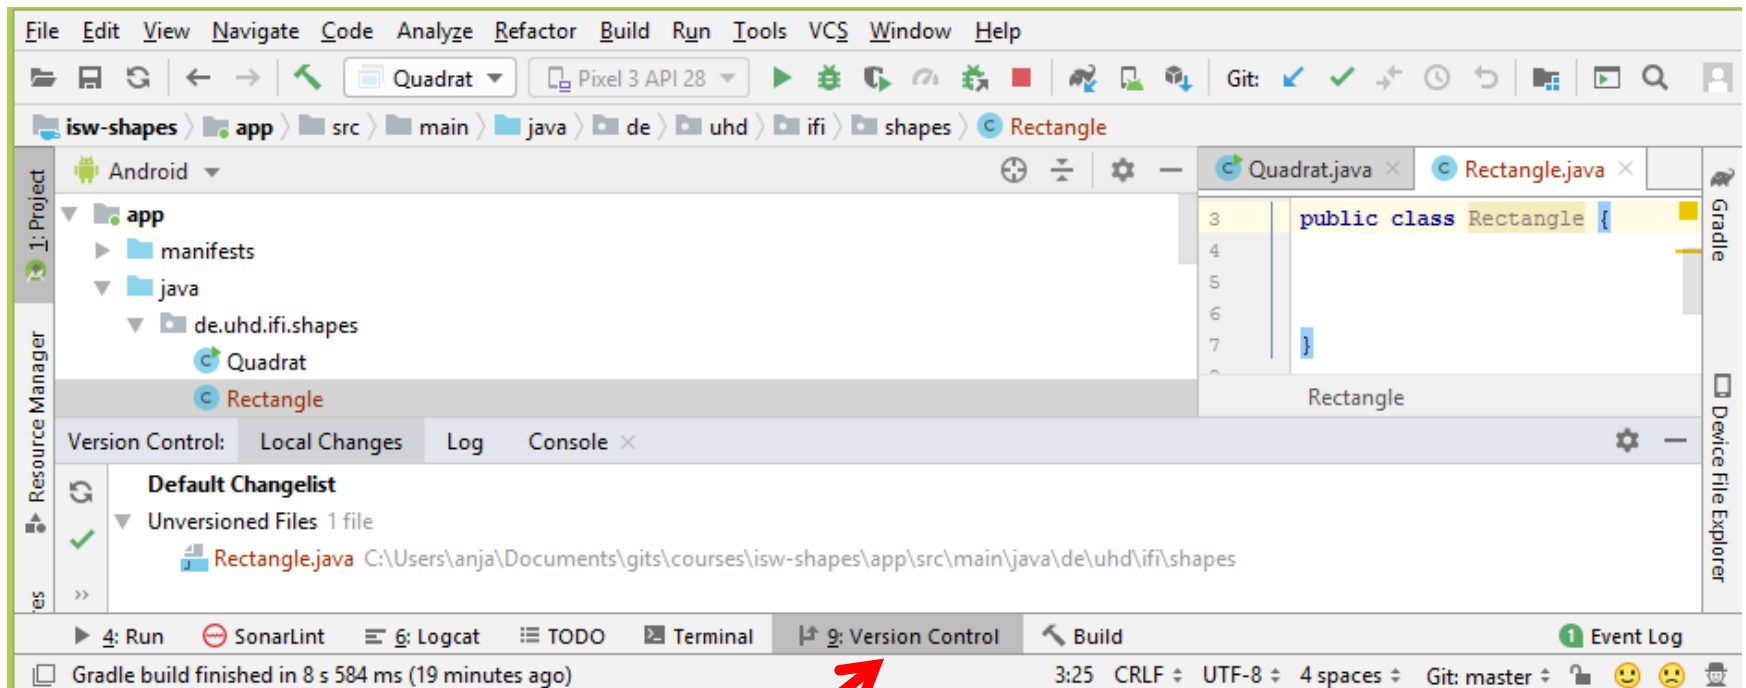 File Edit View Navigate Code Analyze Refactor Build Run Tools VCS Window Help
Quadrat Pixel 3 API 28 Git:
isw-shapes app src main java de uhd ifi shapes Rectangle
1: Project
Resource Manager
Android
app
manifests
java
de.uhd.ifi.shapes
Quadrat
Rectangle
Quadrat.java Rectangle.java
3 public class Rectangle {
4
5
6
7 }
Rectangle
Gradle
Device File Explorer
Version Control: Local Changes Log Console
Default Changelist
Unversioned Files 1 file
Rectangle.java C:\Users\anja\Documents\gits\courses\isw-shapes\app\src\main\java\de\uhd\ifi\shapes
4: Run SonarLint 6: Logcat TODO Terminal 9: Version Control Build 1 Event Log
Gradle build finished in 8 s 584 ms (19 minutes ago) 3:25 CRLF UTF-8 4 spaces Git: master